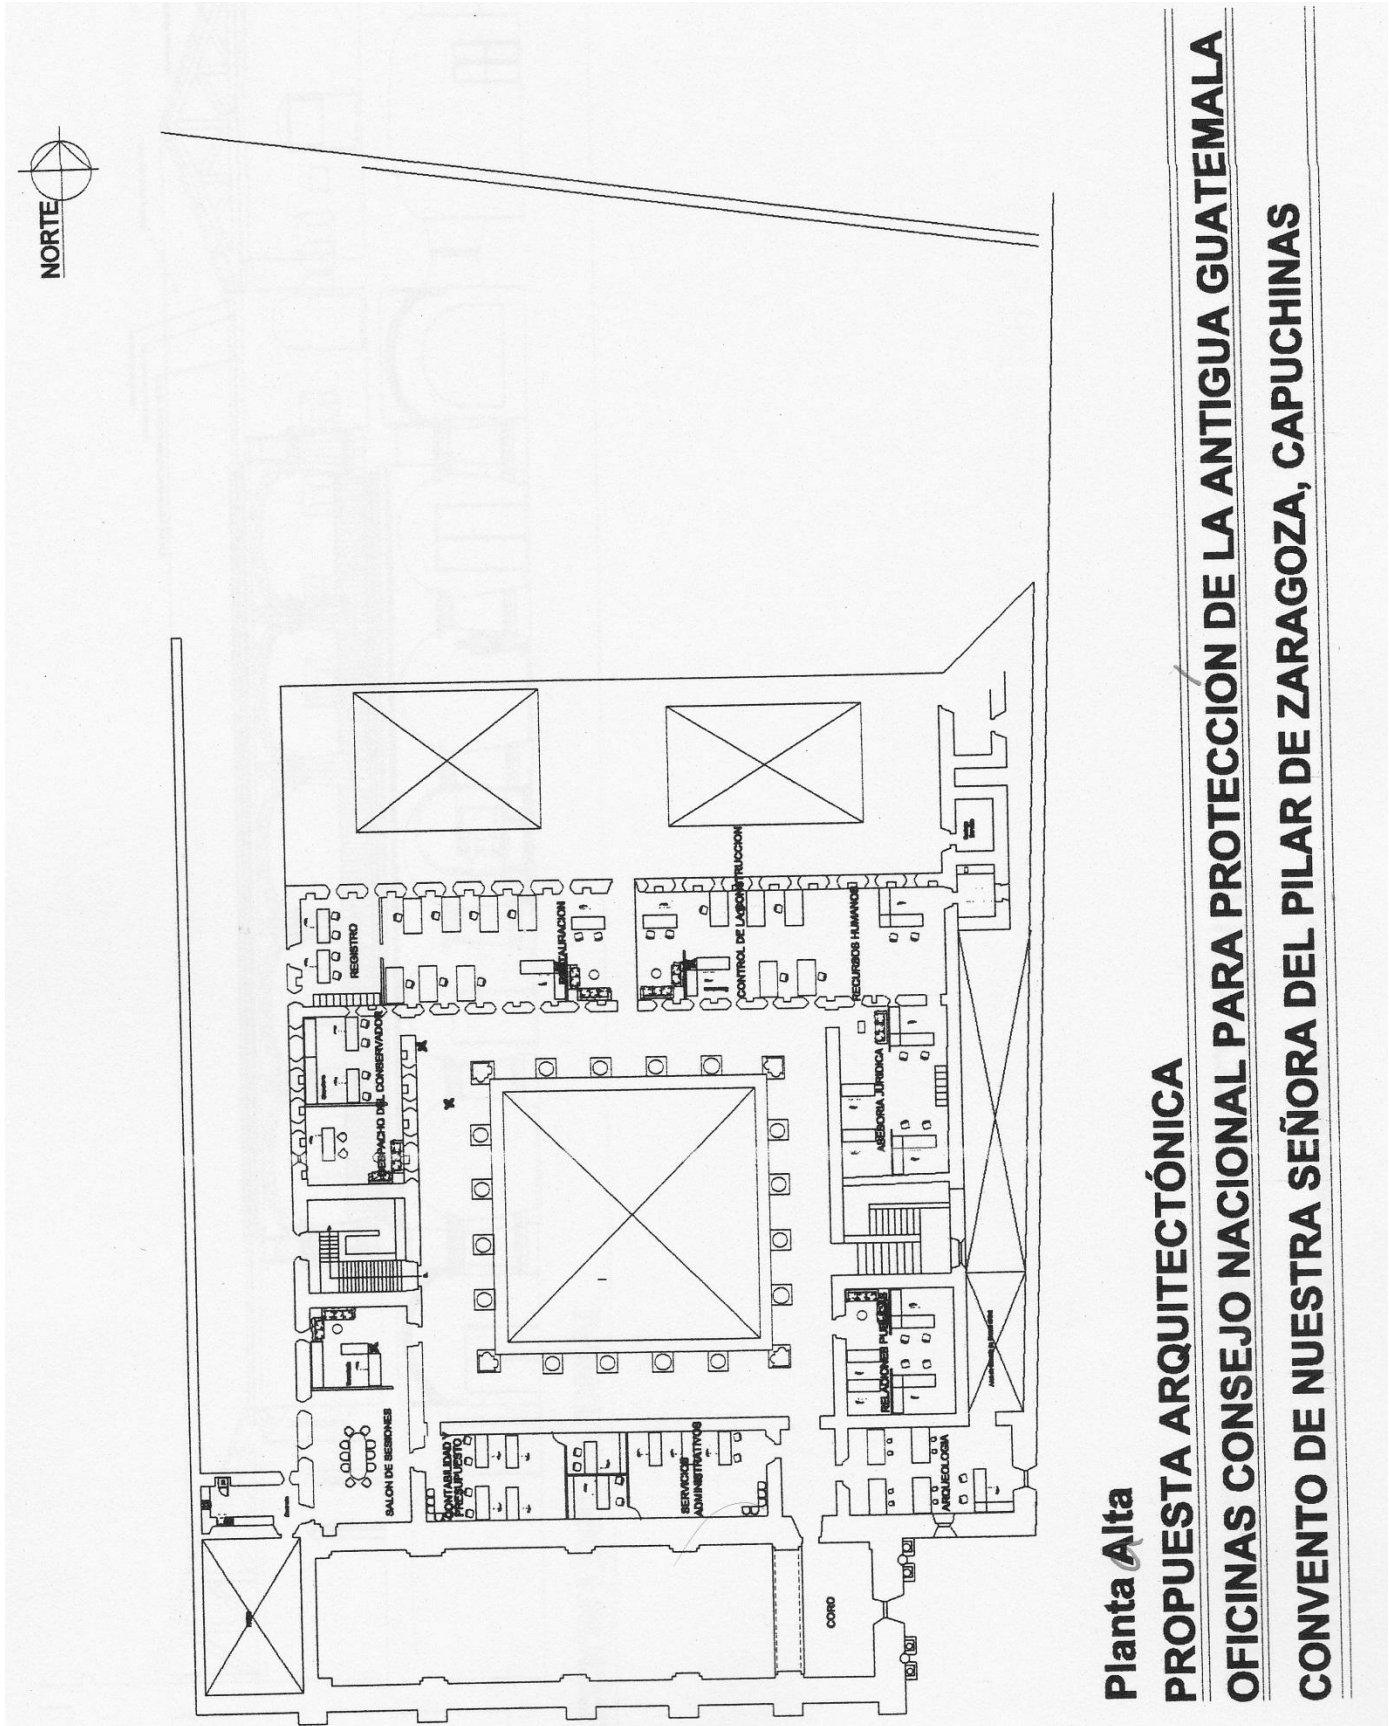 NORTE
REGISTRO
DESPACHO DEL CONSERVADOR
RESTAURACION
CONTROL DE LA CONSTRUCCION
RECURSOS HUMANOS
ASESORIA JURIDICA
SALON DE SESIONES
CONTABILIDAD Y
PRESUPUESTO
SERVICIOS
ADMINISTRATIVOS
RELACIONES PUBLICAS
ARQUEOLOGIA
CORO
Planta Alta
PROPUESTA ARQUITECTÓNICA
OFICINAS CONSEJO NACIONAL PARA PROTECCION DE LA ANTIGUA GUATEMALA
CONVENTO DE NUESTRA SEÑORA DEL PILAR DE ZARAGOZA, CAPUCHINAS